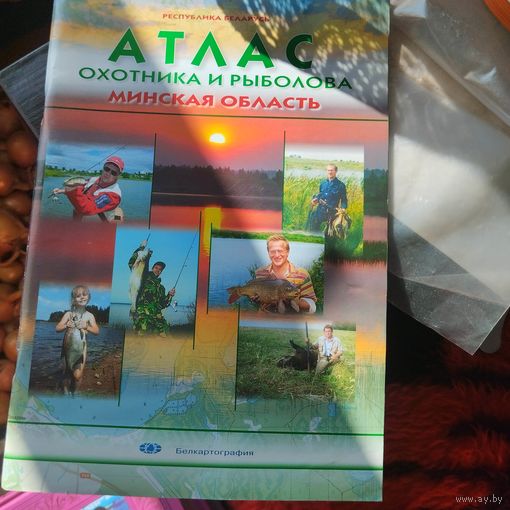 РЕСПУБЛИКА БЕЛАРУСЬ
АТЛАС
ОХОТНИКА И РЫБОЛОВА
МИНСКАЯ ОБЛАСТЬ
Белкартография
www.ay.by